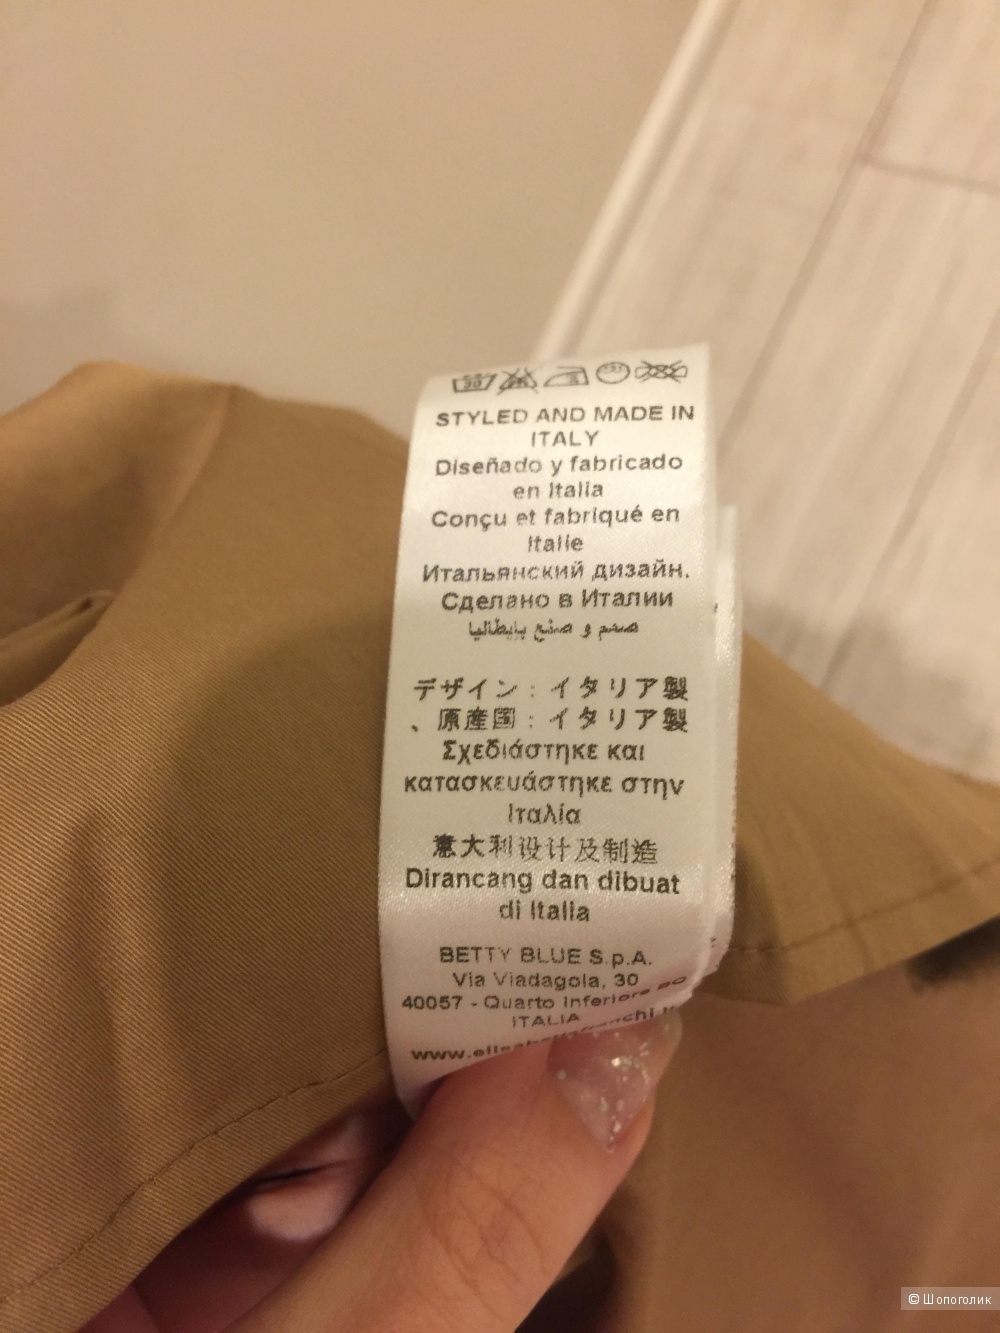 STYLED AND MADE IN
ITALY
Diseñado y fabricado
en Italia
Conçu et fabriqué en
Italie
Итальянский дизайн.
Сделано в Италии
صمم و صنع بإيطاليا
デザイン：イタリア製
、原産国：イタリア製
Σχεδιάστηκε και
κατασκευάστηκε στην
Ιταλία
意大利设计及制造
Dirancang dan dibuat
di Italia
BETTY BLUE S.p.A.
Via Viadagola, 30
40057 - Quarto Inferiore BO
ITALIA
© Шопоголик